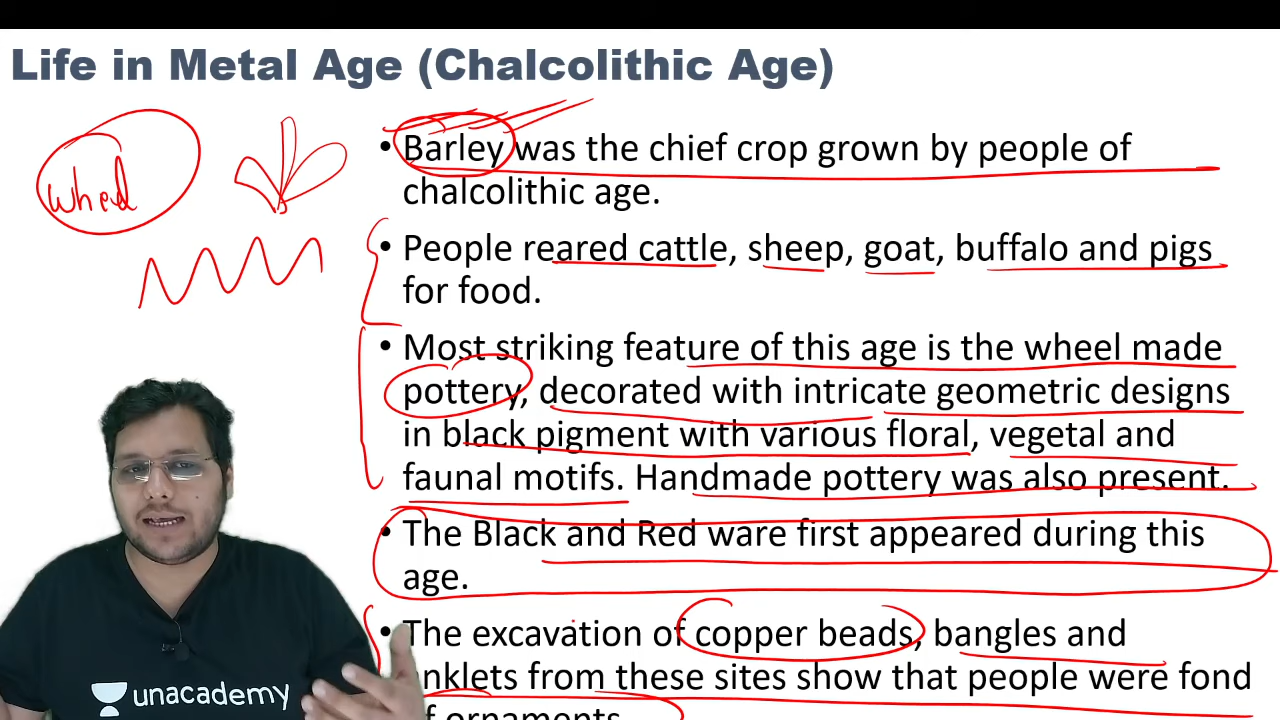 Life in Metal Age (Chalcolithic Age)
wheel
• Barley was the chief crop grown by people of
chalcolithic age.
• People reared cattle, sheep, goat, buffalo and pigs
for food.
• Most striking feature of this age is the wheel made
pottery, decorated with intricate geometric designs
in black pigment with various floral, vegetal and
faunal motifs. Handmade pottery was also present.
• The Black and Red ware first appeared during this
age.
• The excavation of copper beads, bangles and
anklets from these sites show that people were fond
of ornaments.
unacademy